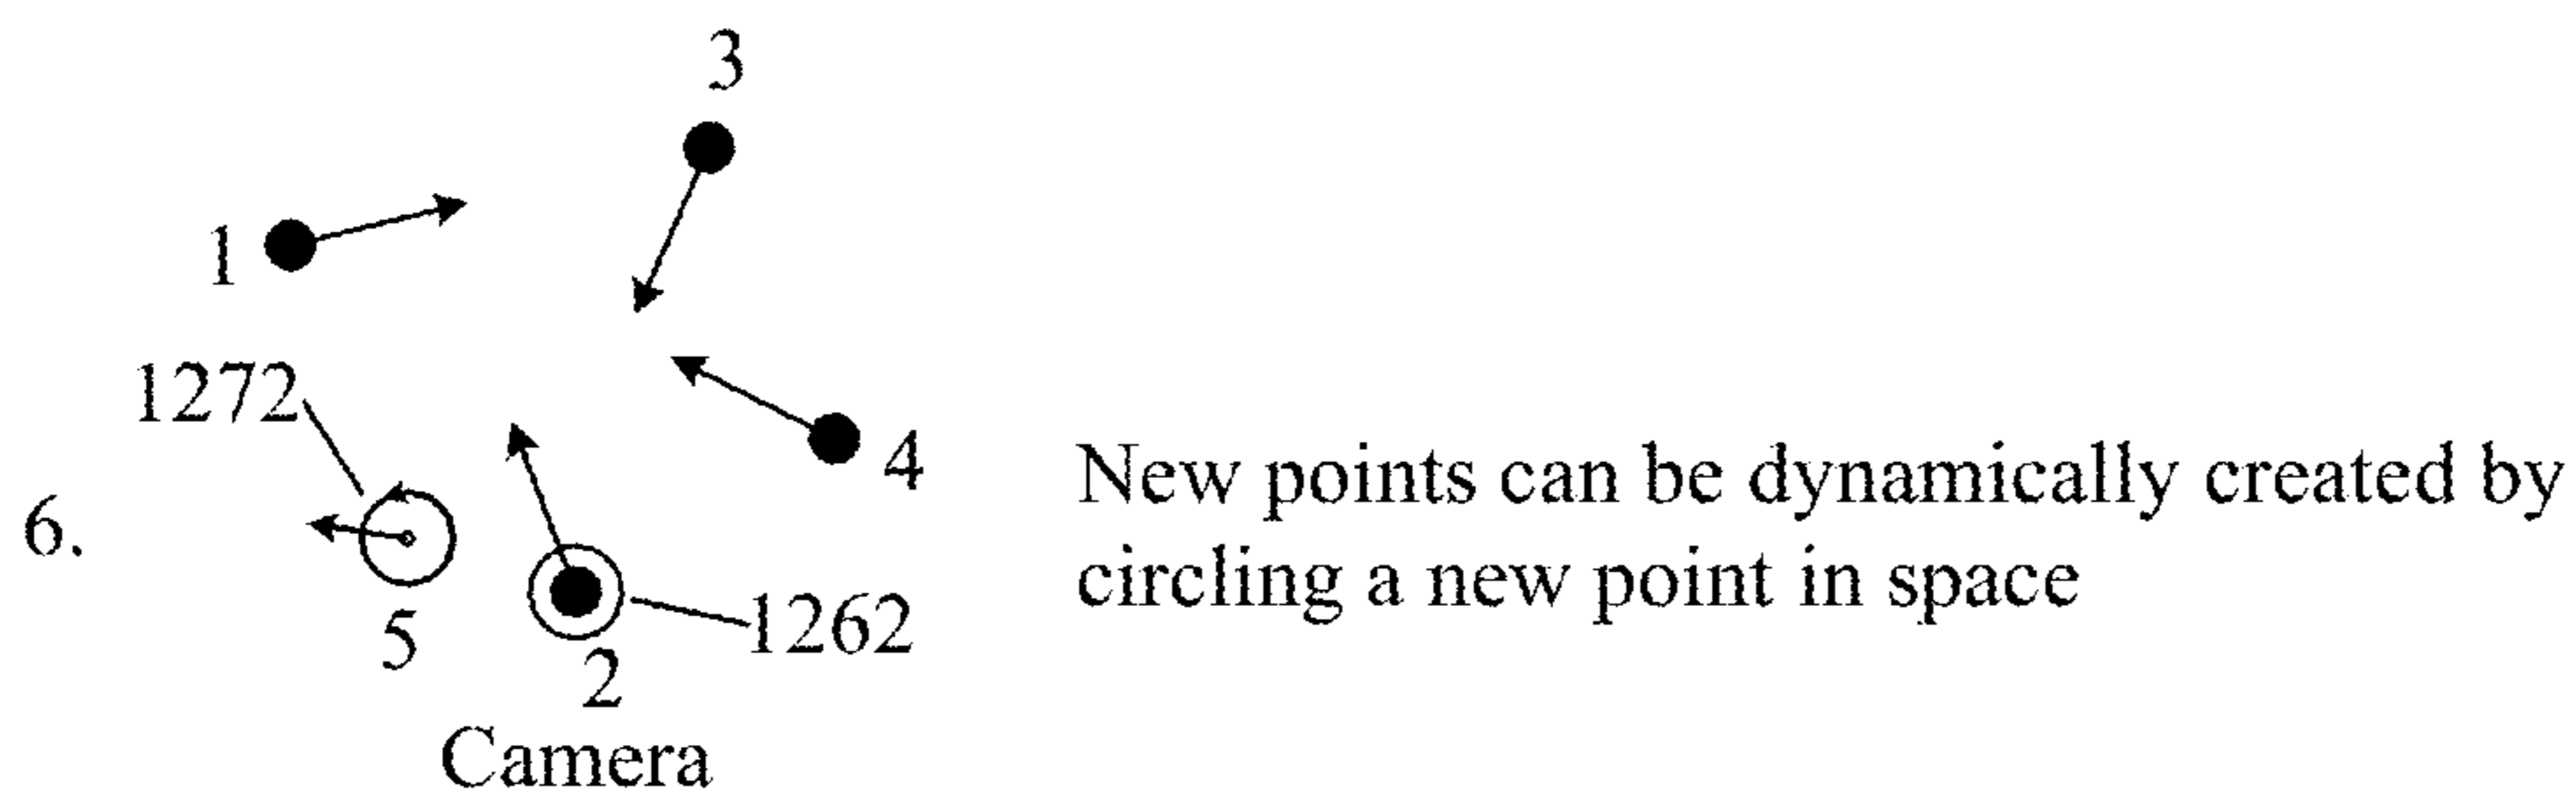 3
1
1272
4
6.
5
1262
2
Camera
New points can be dynamically created by
circling a new point in space